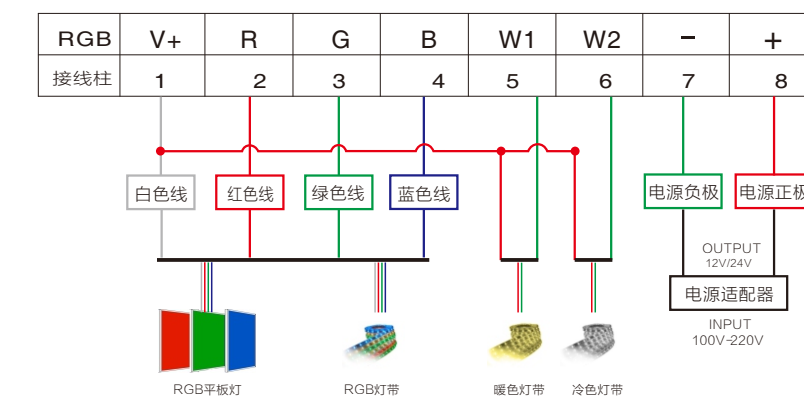 RGB V+ R G B W1 W2 - +
接线柱 1 2 3 4 5 6 7 8
白色线 红色线 绿色线 蓝色线 电源负极 电源正极
OUTPUT
12V/24V
电源适配器
INPUT
100V-220V
RGB平板灯 RGB灯带 暖色灯带 冷色灯带